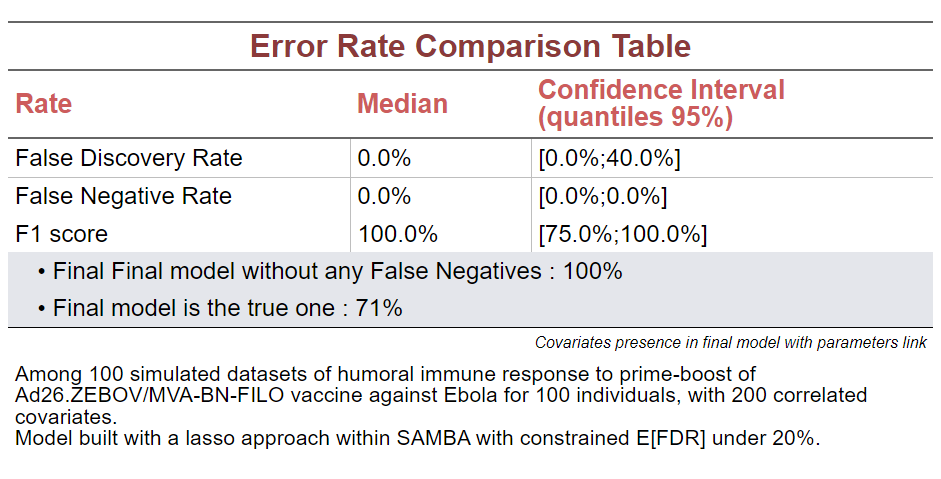 Error Rate Comparison Table
Rate Median Confidence Interval
(quantiles 95%)
False Discovery Rate 0.0% [0.0%;40.0%]
False Negative Rate 0.0% [0.0%;0.0%]
F1 score 100.0% [75.0%;100.0%]
• Final Final model without any False Negatives : 100%
• Final model is the true one : 71%
Covariates presence in final model with parameters link
Among 100 simulated datasets of humoral immune response to prime-boost of
Ad26.ZEBOV/MVA-BN-FILO vaccine against Ebola for 100 individuals, with 200 correlated
covariates.
Model built with a lasso approach within SAMBA with constrained E[FDR] under 20%.